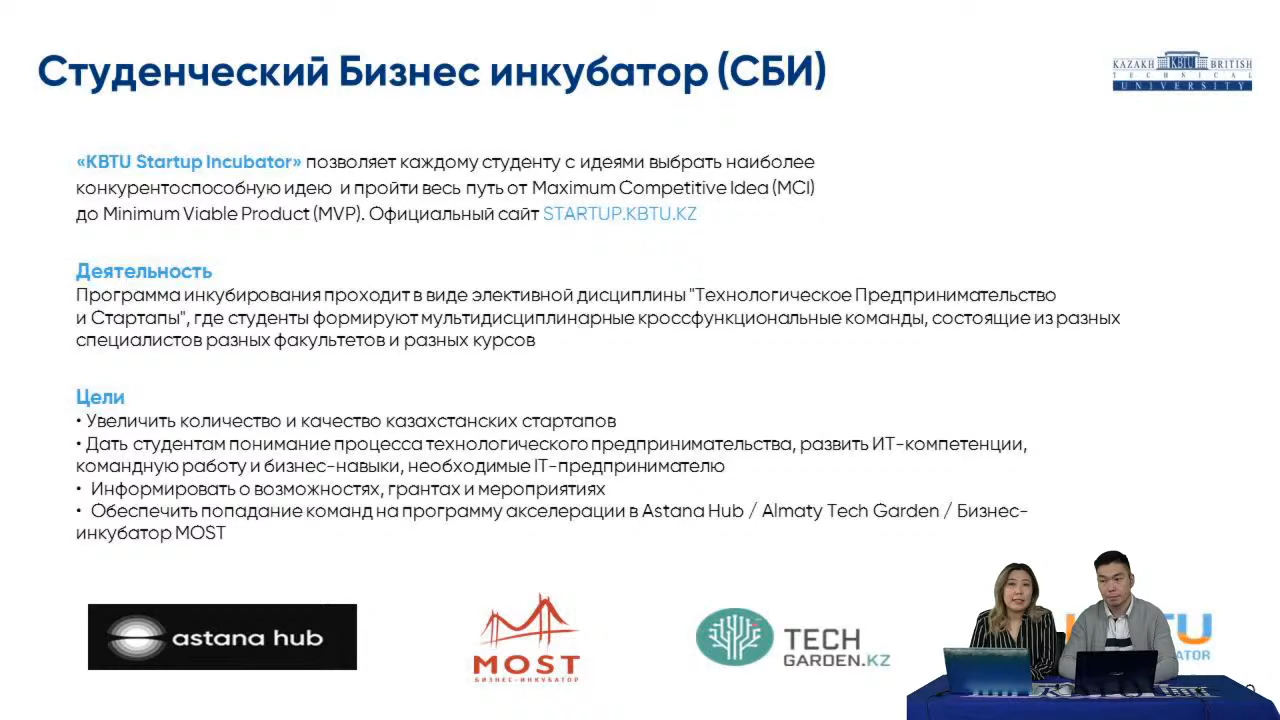 Студенческий Бизнес инкубатор (СБИ)
KAZAKH KBTU BRITISH
TECHNICAL
UNIVERSITY
«KBTU Startup Incubator» позволяет каждому студенту с идеями выбрать наиболее
конкурентоспособную идею и пройти весь путь от Maximum Competitive Idea (MCI)
до Minimum Viable Product (MVP). Официальный сайт STARTUP.KBTU.KZ
Деятельность
Программа инкубирования проходит в виде элективной дисциплины "Технологическое Предпринимательство
и Стартапы", где студенты формируют мультидисциплинарные кроссфункциональные команды, состоящие из разных
специалистов разных факультетов и разных курсов
Цели
• Увеличить количество и качество казахстанских стартапов
• Дать студентам понимание процесса технологического предпринимательства, развить ИТ-компетенции,
командную работу и бизнес-навыки, необходимые IT-предпринимателю
• Информировать о возможностях, грантах и мероприятиях
• Обеспечить попадание команд на программу акселерации в Astana Hub / Almaty Tech Garden / Бизнес-
инкубатор MOST
astana hub
MOST
БИЗНЕС-ИНКУБАТОР
TECH
GARDEN.KZ